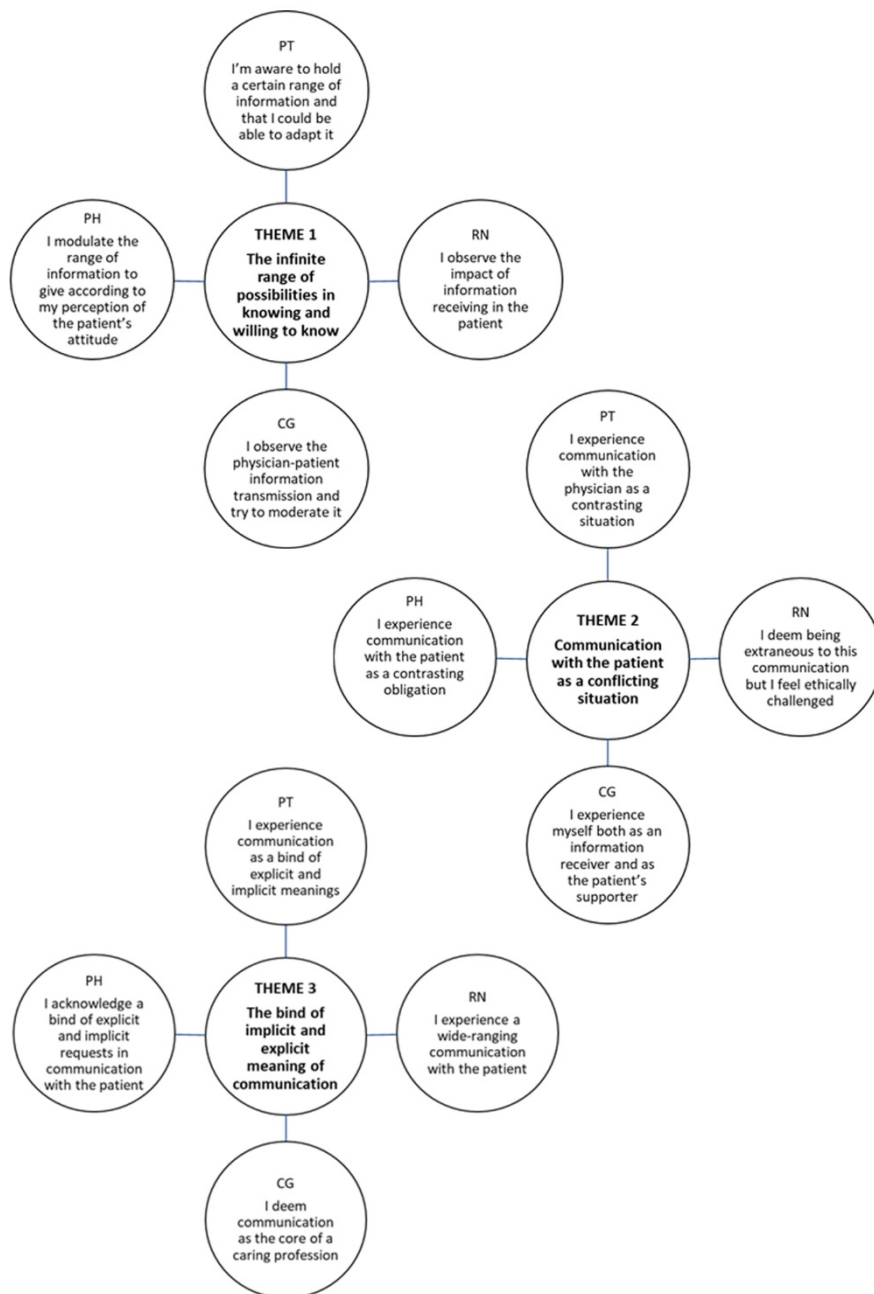 PT
I'm aware to hold
a certain range of
information and
that I could be
able to adapt it
PH
I modulate the
range of
information to
give according to
my perception of
the patient's
attitude
THEME 1
The infinite
range of
possibilities in
knowing and
willing to know
RN
I observe the
impact of
information
receiving in the
patient
CG
I observe the
physician-patient
information
transmission and
try to moderate it
PT
I experience
communication
with the
physician as a
contrasting
situation
PH
I experience
communication
with the patient
as a contrasting
obligation
THEME 2
Communication
with the patient
as a conflicting
situation
RN
I deem being
extraneous to this
communication
but I feel ethically
challenged
CG
I experience
myself both as an
information
receiver and as
the patient's
supporter
PT
I experience
communication
as a bind of
explicit and
implicit meanings
PH
I acknowledge a
bind of explicit
and implicit
requests in
communication
with the patient
THEME 3
The bind of
implicit and
explicit
meaning of
communication
RN
I experience a
wide-ranging
communication
with the patient
CG
I deem
communication
as the core of a
caring profession